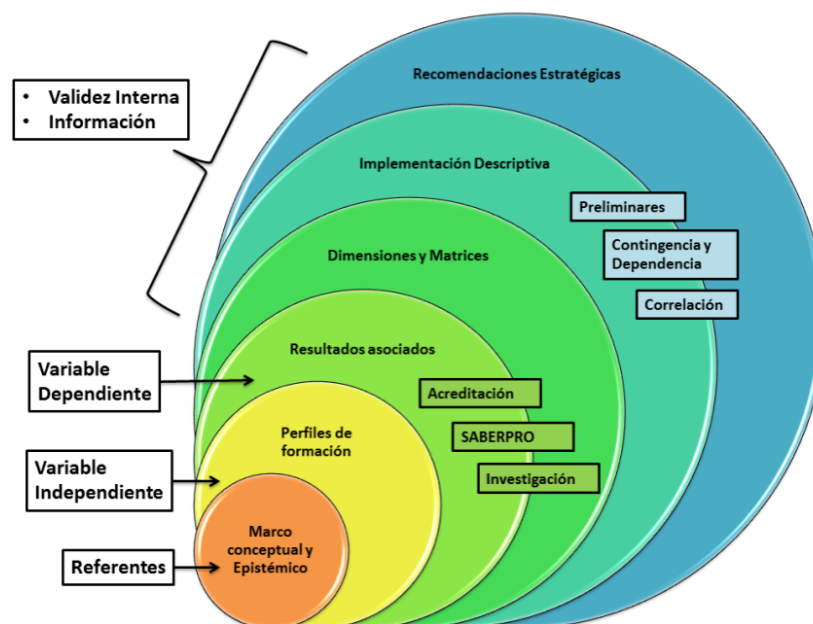 Recomendaciones Estratégicas
• Validez Interna
• Información
Implementación Descriptiva
Preliminares
Contingencia y
Dependencia
Correlación
Dimensiones y Matrices
Resultados asociados
Variable
Dependiente
Acreditación
SABERPRO
Investigación
Perfiles de
formación
Variable
Independiente
Marco
conceptual y
Epistémico
Referentes